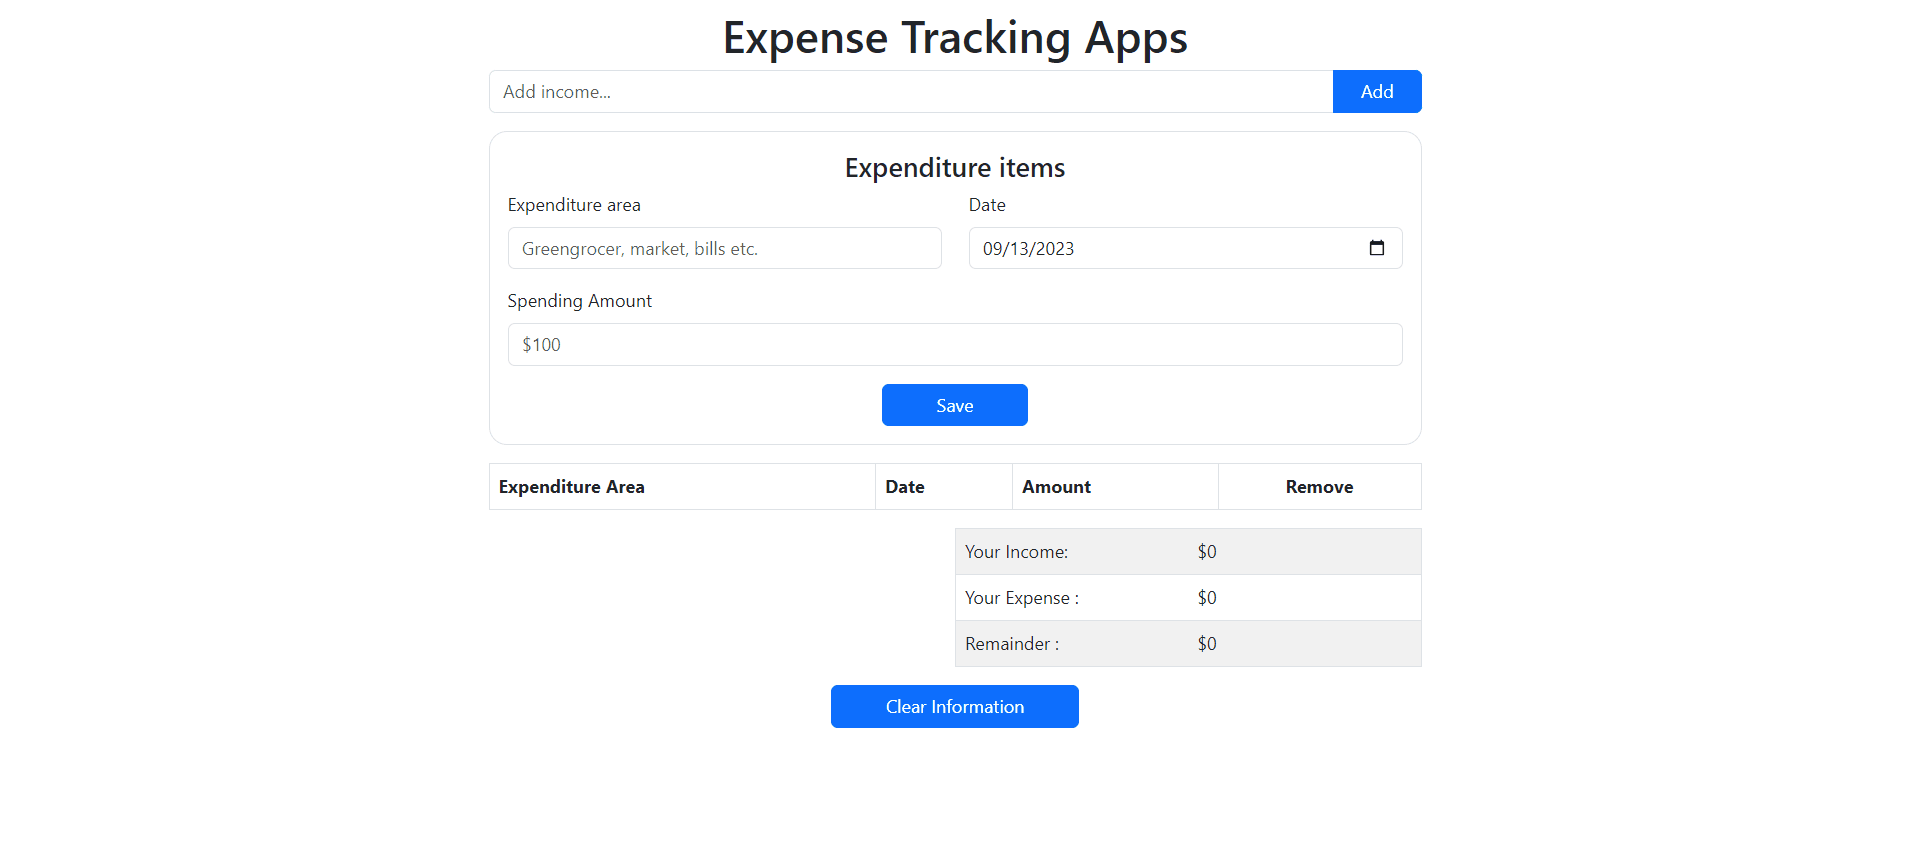 Expense Tracking Apps
Add income... Add
Expenditure items
Expenditure area Date
Greengrocer, market, bills etc. 09/13/2023
Spending Amount
$100
Save
Expenditure Area Date Amount Remove
Your Income: $0
Your Expense : $0
Remainder : $0
Clear Information